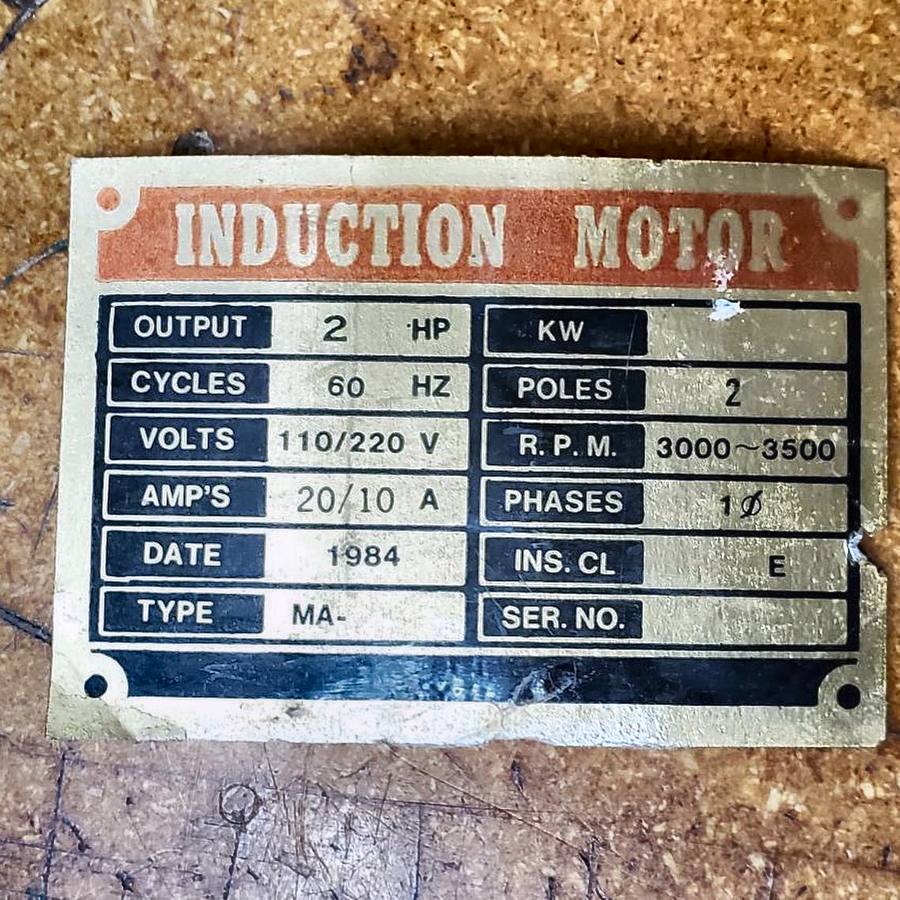 INDUCTION MOTOR
OUTPUT 2 HP KW
CYCLES 60 HZ POLES 2
VOLTS 110/220 V R.P.M. 3000~3500
AMP'S 20/10 A PHASES 1Ø
DATE 1984 INS. CL E
TYPE MA- SER. NO.